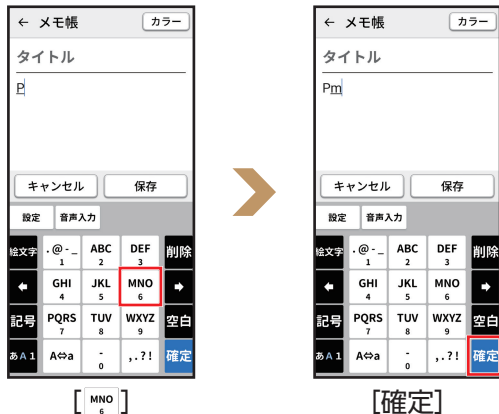 ← メモ帳 カラー
タイトル
P
キャンセル 保存
設定 音声入力
絵文字 .@-_ 1 ABC 2 DEF 3 削除
GHI 4 JKL 5 MNO 6
記号 PQRS 7 TUV 8 WXYZ 9 空白
あA1 A⇔a - 0 ,.?! 確定
[MNO 6]
← メモ帳 カラー
タイトル
Pm
キャンセル 保存
設定 音声入力
絵文字 .@-_ 1 ABC 2 DEF 3 削除
GHI 4 JKL 5 MNO 6
記号 PQRS 7 TUV 8 WXYZ 9 空白
あA1 A⇔a - 0 ,.?! 確定
[確定]